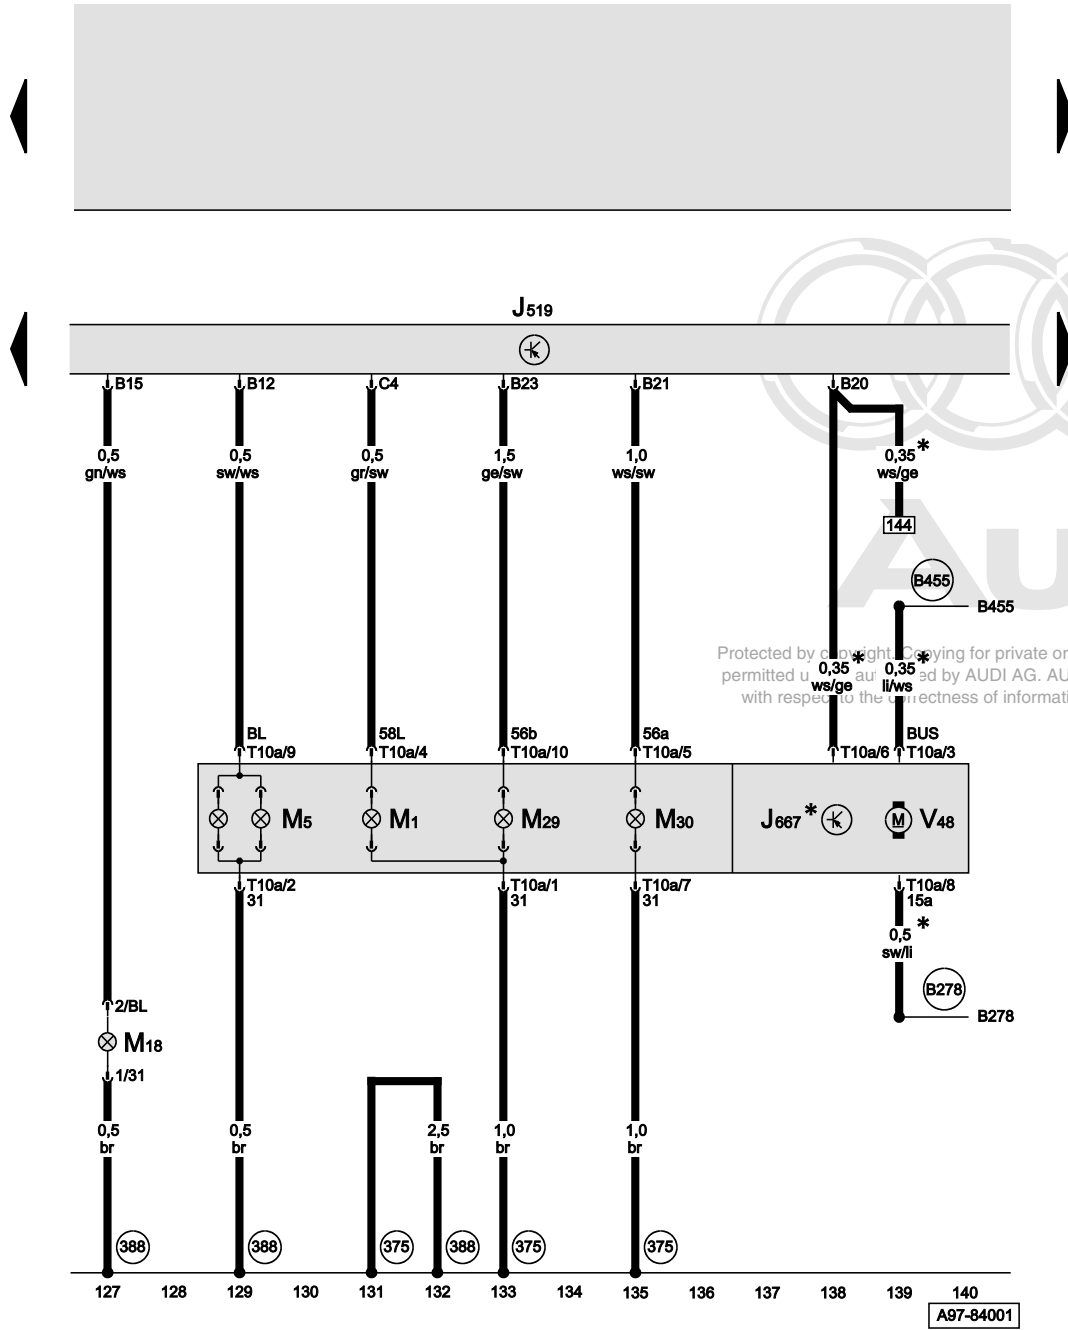 J519
B15 B12 C4 B23 B21 B20
0,5 0,5 0,5 1,5 1,0 0,35 *
gn/ws sw/ws gr/sw ge/sw ws/sw ws/ge
144
Au
B455
B455
Protected by copyright. Copying for private or
0,35 * 0,35 *
permitted u aut ed by AUDI AG. AU
ws/ge li/ws
with respect to the correctness of informati
BL 58L 56b 56a BUS
T10a/9 T10a/4 T10a/10 T10a/5 T10a/6 T10a/3
M5 M1 M29 M30 J667 * M V48
T10a/2 T10a/1 T10a/7 T10a/8
31 31 31 15a
0,5 *
sw/li
B278
B278
2/BL
M18
1/31
0,5 0,5 2,5 1,0 1,0
br br br br br
388 388 375 388 375 375
127 128 129 130 131 132 133 134 135 136 137 138 139 140
A97-84001